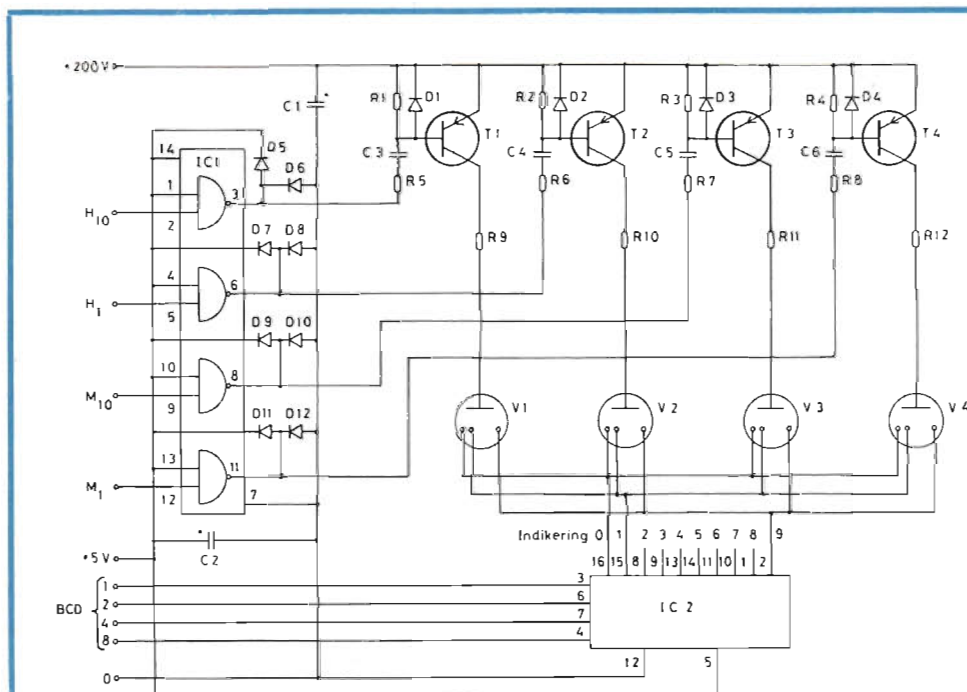 +200V
C1
R1
D1
R2
D2
R3
D3
R4
D4
T1
T2
T3
T4
14
IC1
D5
D6
C3
C4
C5
C6
1
3
R5
R6
R7
R8
H10
2
D7
D8
R9
R10
R11
R12
4
6
H1
5
D9
D10
10
8
M10
9
D11
D12
V1
V2
V3
V4
13
11
M1
12
7
Indikering 0 1 2 3 4 5 6 7 8 9
+5V
C2
16 15 8 9 13 14 11 10 1 2
BCD
1
3
2
6
IC2
4
7
8
4
0
12
5